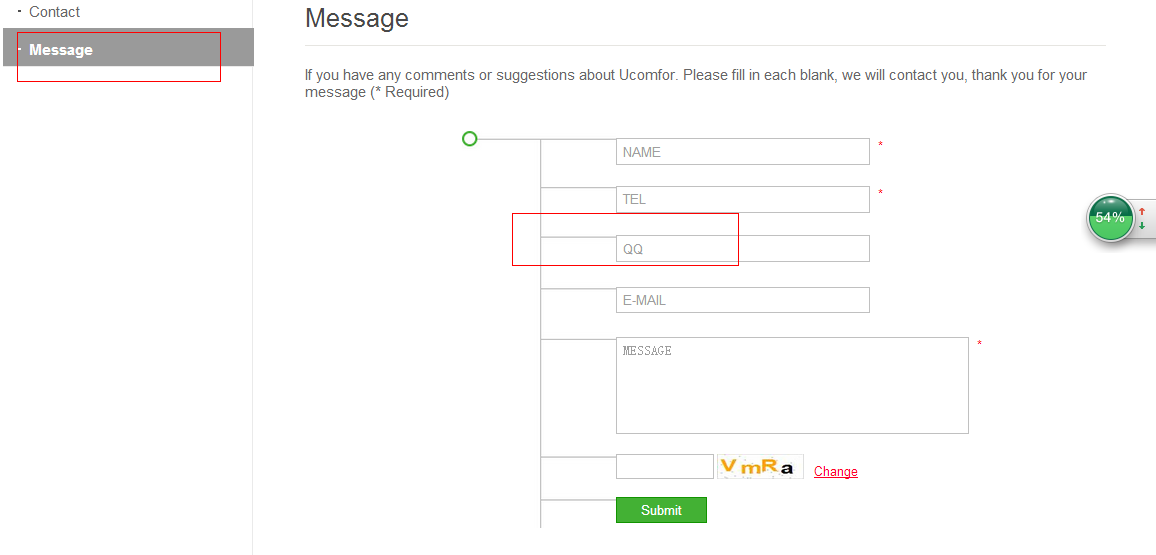 Contact
Message
Message
If you have any comments or suggestions about Ucomfor. Please fill in each blank, we will contact you, thank you for your
message (* Required)
NAME
*
TEL
*
QQ
E-MAIL
MESSAGE
*
VmRa
Change
Submit
54%